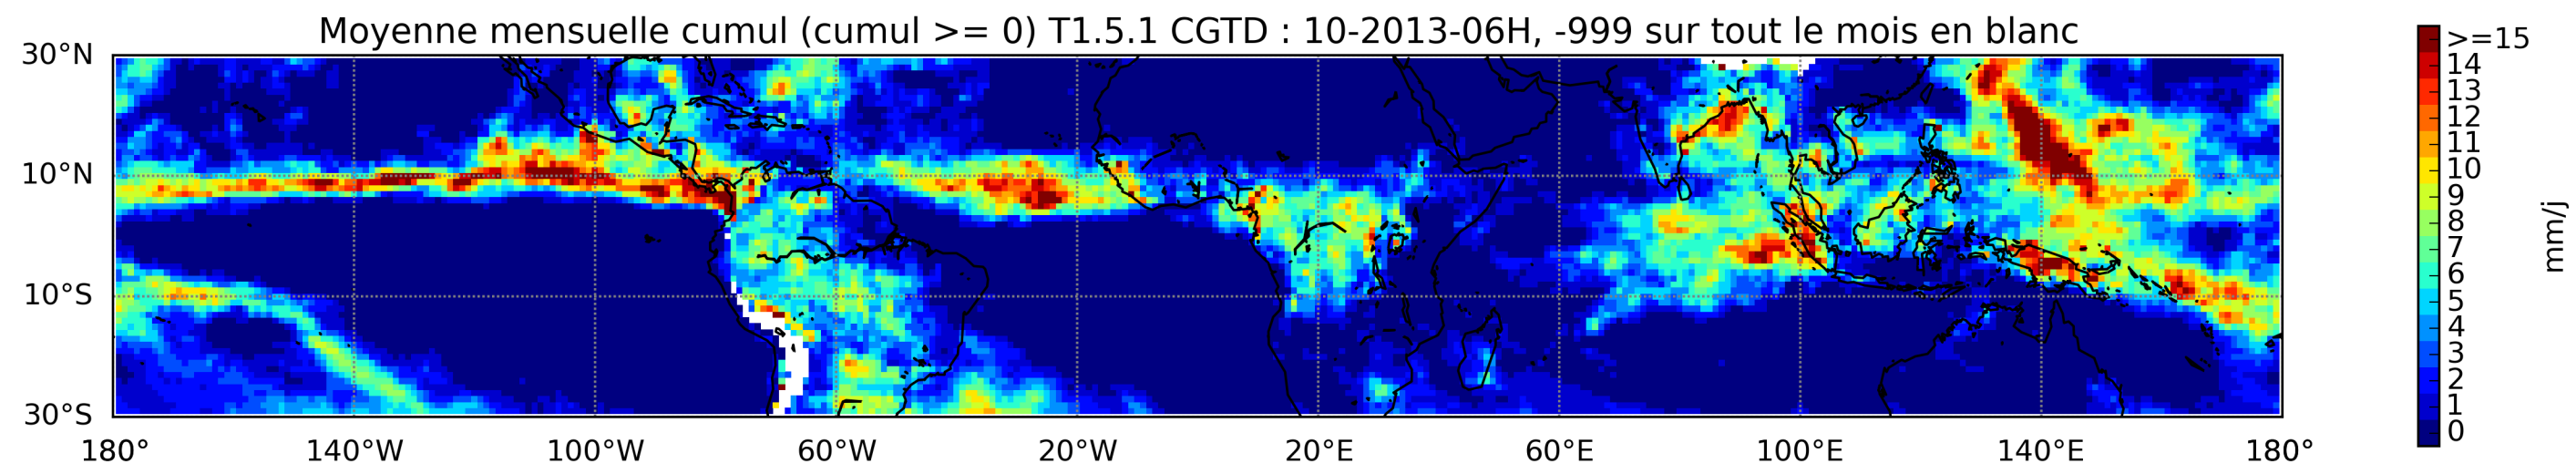 Moyenne mensuelle cumul (cumul >= 0) T1.5.1 CGTD : 10-2013-06H, -999 sur tout le mois en blanc
30°N
10°N
10°S
30°S
180° 140°W 100°W 60°W 20°W 20°E 60°E 100°E 140°E 180°
>=15
14
13
12
11
10
9
8
7
6
5
4
3
2
1
0
mm/j